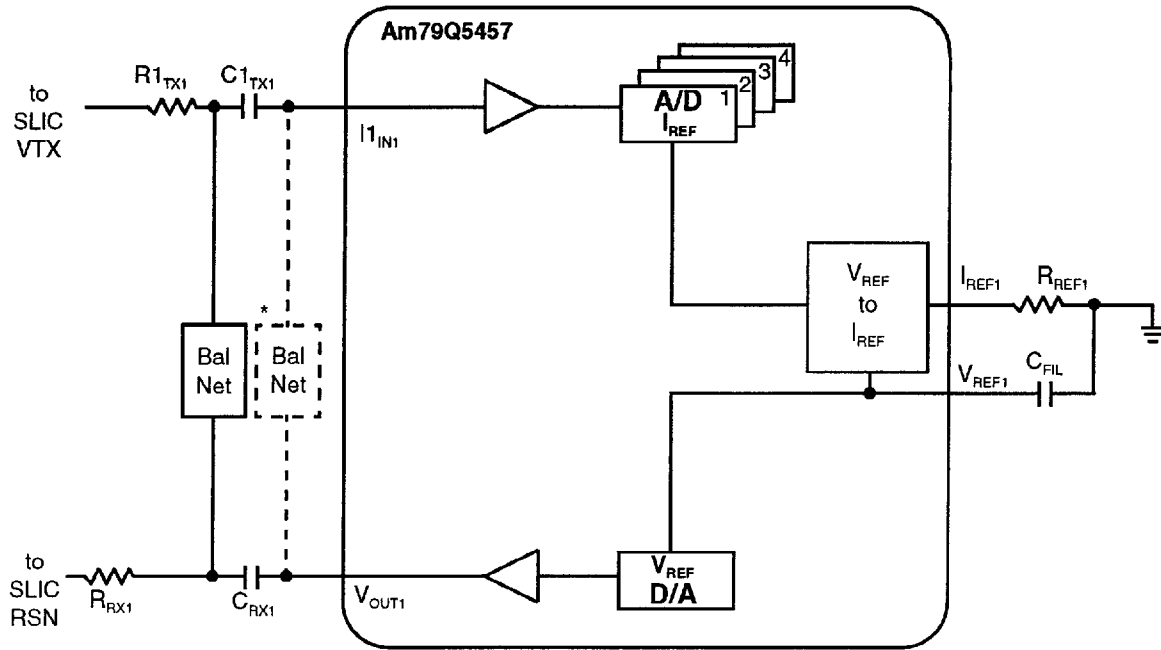 Am79Q5457
to
SLIC
VTX
R1TX1
C1TX1
I1IN1
A/D
IREF
1
2
3
4
VREF
to
IREF
IREF1
RREF1
VREF1
CFIL
*
Bal
Net
Bal
Net
to
SLIC
RSN
RRX1
CRX1
VOUT1
VREF
D/A